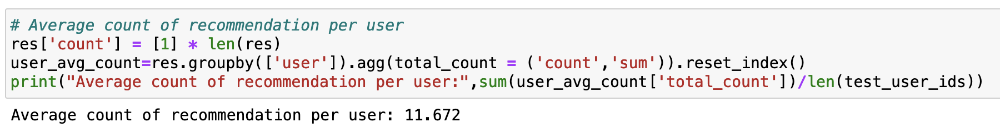 # Average count of recommendation per user
res['count'] = [1] * len(res)
user_avg_count=res.groupby(['user']).agg(total_count = ('count','sum')).reset_index()
print("Average count of recommendation per user:",sum(user_avg_count['total_count'])/len(test_user_ids))
Average count of recommendation per user: 11.672